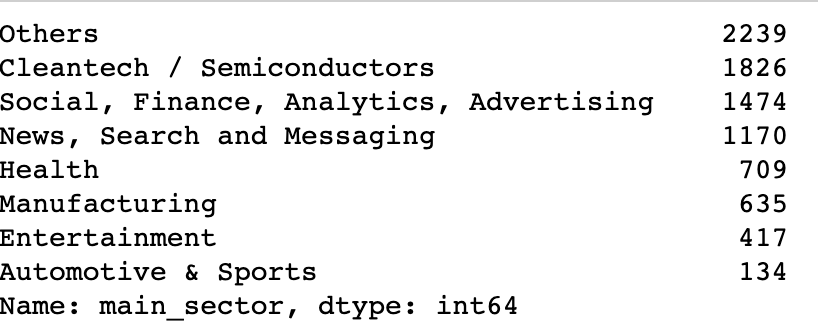 Others 2239
Cleantech / Semiconductors 1826
Social, Finance, Analytics, Advertising 1474
News, Search and Messaging 1170
Health 709
Manufacturing 635
Entertainment 417
Automotive & Sports 134
Name: main_sector, dtype: int64